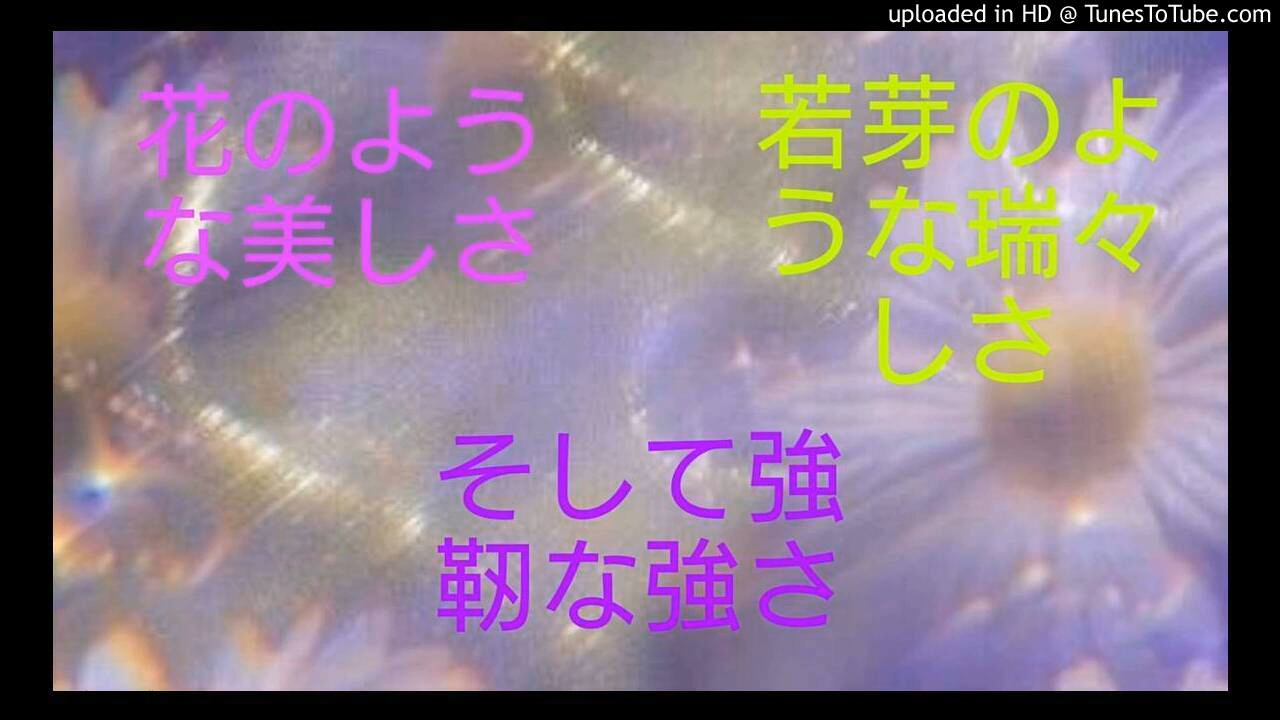 uploaded in HD @ TunesToTube.com
花のよう
な美しさ
若芽のよ
うな瑞々
しさ
そして強
靭な強さ